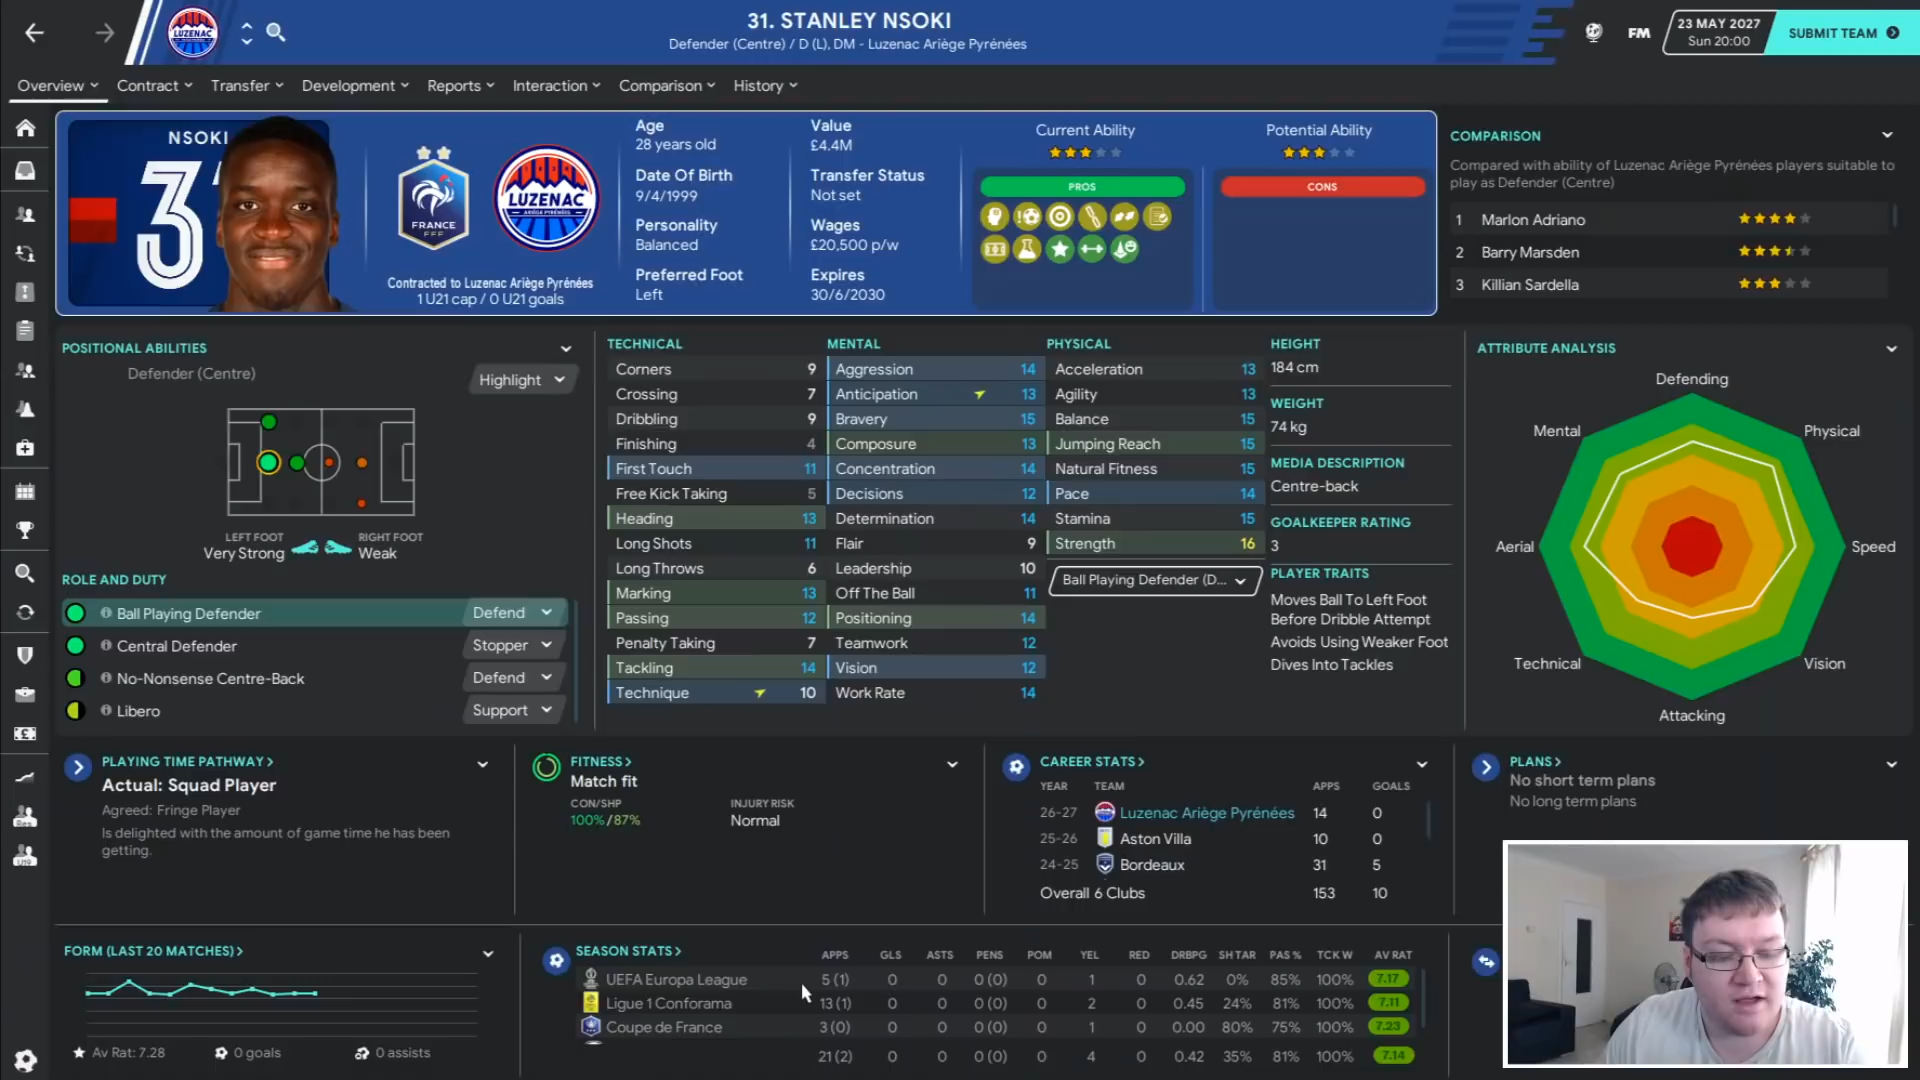 LUZENAC
31. STANLEY NSOKI
Defender (Centre) / D (L), DM - Luzenac Ariège Pyrénées
FM
23 MAY 2027
Sun 20:00
SUBMIT TEAM
Overview
Contract
Transfer
Development
Reports
Interaction
Comparison
History
NSOKI
3
FRANCE
FFF
LUZENAC
ARIÈGE PYRÉNÉES
Contracted to Luzenac Ariège Pyrénées
1 U21 cap / 0 U21 goals
Age
28 years old
Date Of Birth
9/4/1999
Personality
Balanced
Preferred Foot
Left
Value
£4.4M
Transfer Status
Not set
Wages
£20,500 p/w
Expires
30/6/2030
Current Ability
PROS
Potential Ability
CONS
COMPARISON
Compared with ability of Luzenac Ariège Pyrénées players suitable to
play as Defender (Centre)
1 Marlon Adriano
2 Barry Marsden
3 Killian Sardella
POSITIONAL ABILITIES
Defender (Centre)
Highlight
LEFT FOOT
Very Strong
RIGHT FOOT
Weak
ROLE AND DUTY
Ball Playing Defender Defend
Central Defender Stopper
No-Nonsense Centre-Back Defend
Libero Support
TECHNICAL
Corners 9
Crossing 7
Dribbling 9
Finishing 4
First Touch 11
Free Kick Taking 5
Heading 13
Long Shots 11
Long Throws 6
Marking 13
Passing 12
Penalty Taking 7
Tackling 14
Technique 10
MENTAL
Aggression 14
Anticipation 13
Bravery 15
Composure 13
Concentration 14
Decisions 12
Determination 14
Flair 9
Leadership 10
Off The Ball 11
Positioning 14
Teamwork 12
Vision 12
Work Rate 14
PHYSICAL
Acceleration 13
Agility 13
Balance 15
Jumping Reach 15
Natural Fitness 15
Pace 14
Stamina 15
Strength 16
Ball Playing Defender (D...
HEIGHT
184 cm
WEIGHT
74 kg
MEDIA DESCRIPTION
Centre-back
GOALKEEPER RATING
3
PLAYER TRAITS
Moves Ball To Left Foot
Before Dribble Attempt
Avoids Using Weaker Foot
Dives Into Tackles
ATTRIBUTE ANALYSIS
Defending
Mental
Physical
Aerial
Speed
Technical
Vision
Attacking
PLAYING TIME PATHWAY >
Actual: Squad Player
Agreed: Fringe Player
Is delighted with the amount of game time he has been
getting.
FITNESS >
Match fit
CON/SHP
100%/87%
INJURY RISK
Normal
CAREER STATS >
YEAR TEAM APPS GOALS
26-27 Luzenac Ariège Pyrénées 14 0
25-26 Aston Villa 10 0
24-25 Bordeaux 31 5
Overall 6 Clubs 153 10
PLANS >
No short term plans
No long term plans
FORM (LAST 20 MATCHES) >
Av Rat: 7.28
0 goals
0 assists
SEASON STATS > APPS GLS ASTS PENS POM YEL RED DRBPG SH TAR PAS % TCK W AV RAT
UEFA Europa League 5 (1) 0 0 0 (0) 0 1 0 0.62 0% 85% 100% 7.17
Ligue 1 Conforama 13 (1) 0 0 0 (0) 0 2 0 0.45 24% 81% 100% 7.11
Coupe de France 3 (0) 0 0 0 (0) 0 1 0 0.00 80% 75% 100% 7.23
21 (2) 0 0 0 (0) 0 4 0 0.42 35% 81% 100% 7.14